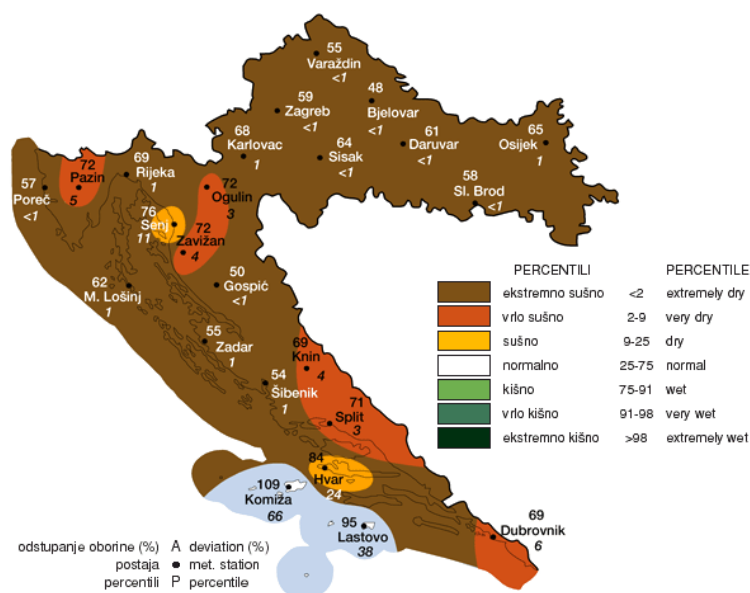 55
Varaždin
<1
59
Zagreb
<1
48
Bjelovar
<1
68
Karlovac
1
64
Sisak
<1
61
Daruvar
<1
65
Osijek
1
58
Sl. Brod
<1
57
Poreč
<1
72
Pazin
5
69
Rijeka
1
72
Ogulin
3
76
Senj
11
72
Zavižan
4
62
M. Lošinj
1
50
Gospić
<1
55
Zadar
1
69
Knin
4
54
Šibenik
1
71
Split
3
84
Hvar
24
109
Komiža
66
95
Lastovo
38
69
Dubrovnik
6
PERCENTILI PERCENTILE
ekstremno sušno <2 extremely dry
vrlo sušno 2-9 very dry
sušno 9-25 dry
normalno 25-75 normal
kišno 75-91 wet
vrlo kišno 91-98 very wet
ekstremno kišno >98 extremely wet
odstupanje oborine (%) A deviation (%)
postaja ● met. station
percentili P percentile